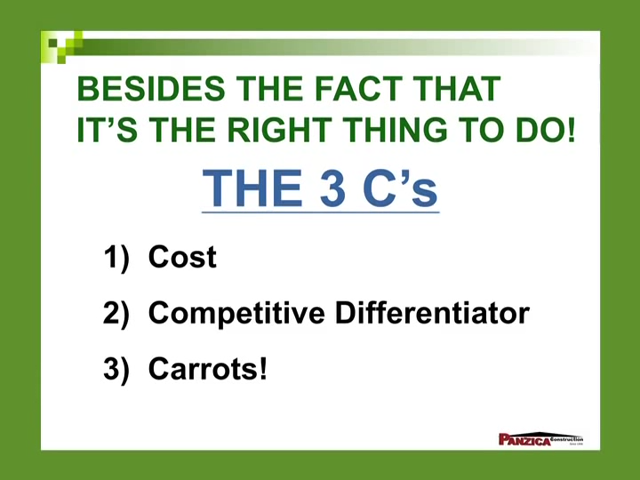 BESIDES THE FACT THAT
IT’S THE RIGHT THING TO DO!
THE 3 C’s
1) Cost
2) Competitive Differentiator
3) Carrots!
PANZICA Construction